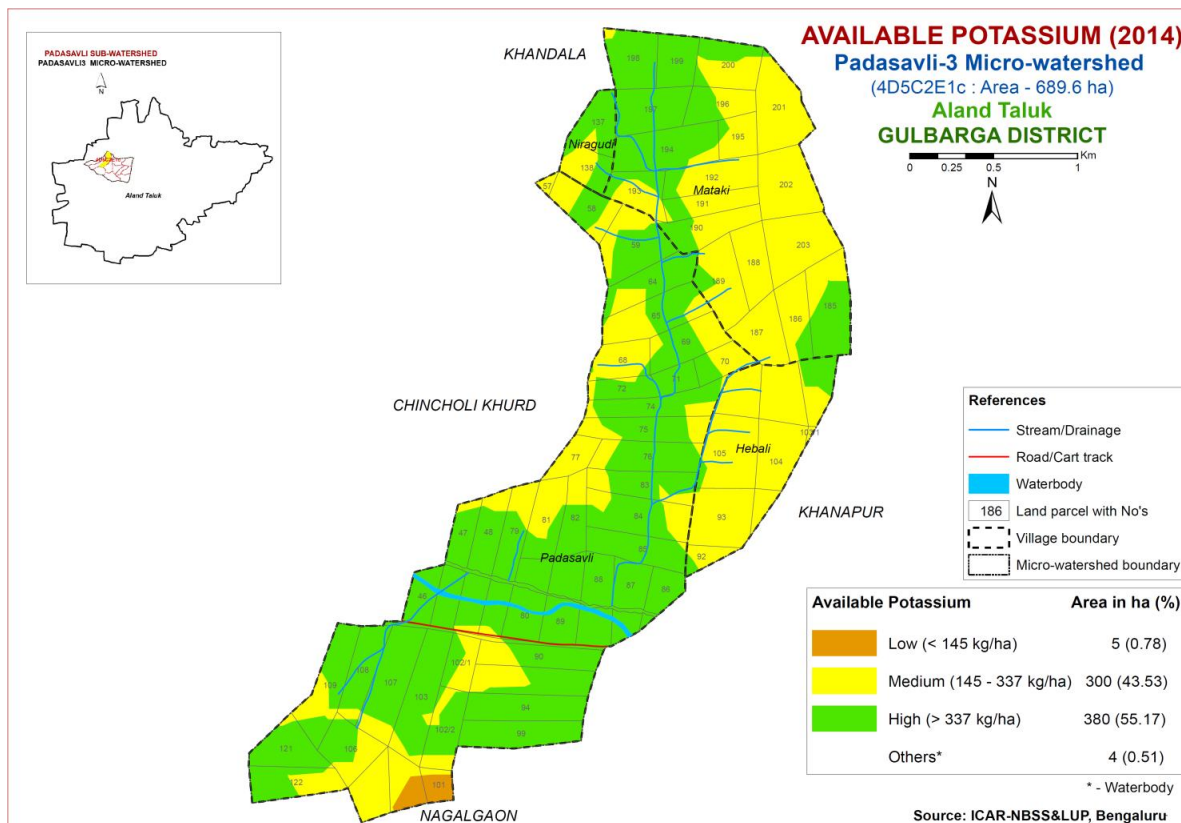 AVAILABLE POTASSIUM (2014)
Padasavli-3 Micro-watershed
(4D5C2E1c : Area - 689.6 ha)
Aland Taluk
GULBARGA DISTRICT
0 0.25 0.5 1 Km
N
PADASAVLI SUB-WATERSHED
PADASAVLI3 MICRO-WATERSHED
N
Aland Taluk
KHANDALA
198
199
200
196
201
197
137
195
Niragudi
194
138
192
202
57
193
Mataki
191
58
190
59
203
188
64
189
185
65
186
187
69
68
70
71
72
CHINCHOLI KHURD
74
75
Hebali
77
76
105
104
83
KHANAPUR
81
82
84
93
47
48
79
85
92
Padasavli
88
87
86
46
80
89
102/1
90
108
107
109
103
94
102/2
99
121
106
122
101
NAGALGAON
References
Stream/Drainage
Road/Cart track
Waterbody
186 Land parcel with No's
Village boundary
Micro-watershed boundary
Available Potassium Area in ha (%)
Low (< 145 kg/ha) 5 (0.78)
Medium (145 - 337 kg/ha) 300 (43.53)
High (> 337 kg/ha) 380 (55.17)
Others* 4 (0.51)
* - Waterbody
Source: ICAR-NBSS&LUP, Bengaluru